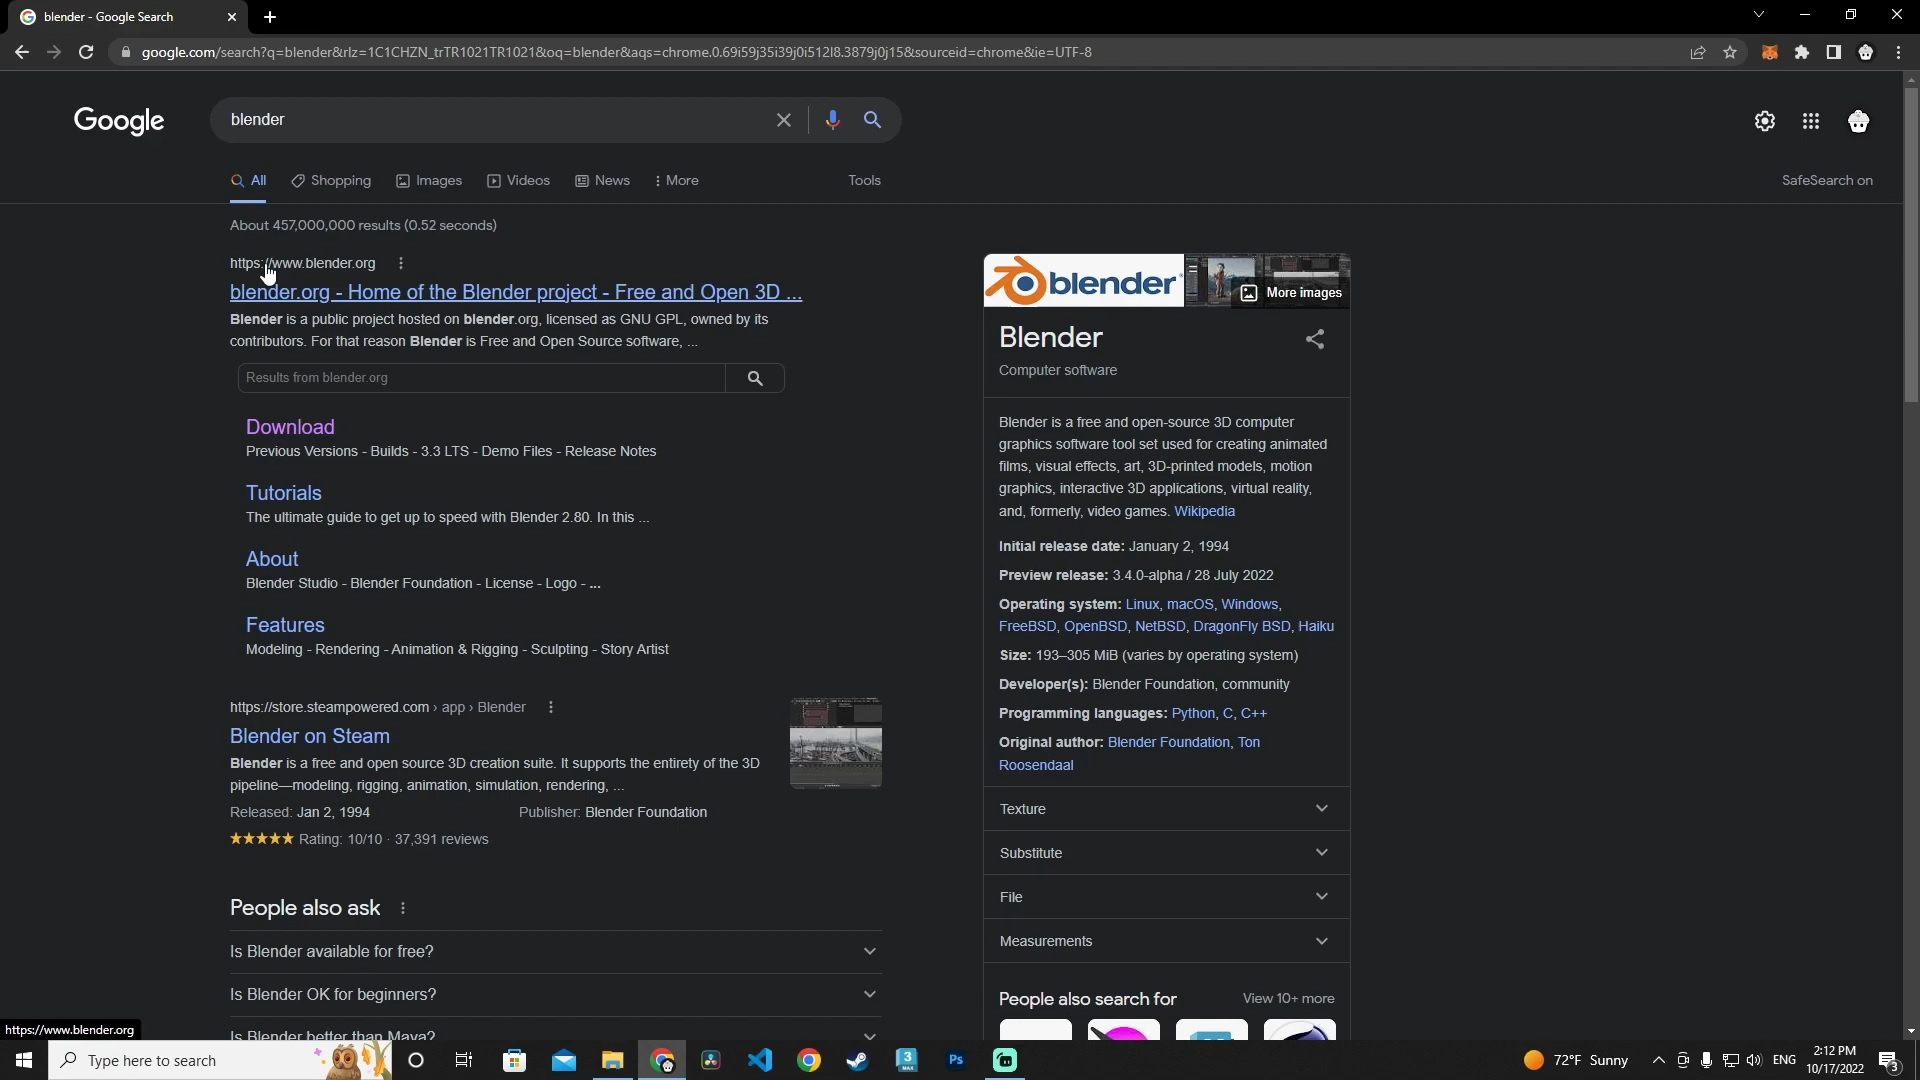 blender - Google Search
google.com/search?q=blender&rlz=1C1CHZN_trTR1021TR1021&oq=blender&aqs=chrome.0.69i59j35i39j0i512l8.3879j0j15&sourceid=chrome&ie=UTF-8
Google
blender
All
Shopping
Images
Videos
News
More
Tools
SafeSearch on
About 457,000,000 results (0.52 seconds)
https://www.blender.org
blender.org - Home of the Blender project - Free and Open 3D ...
Blender is a public project hosted on blender.org, licensed as GNU GPL, owned by its
contributors. For that reason Blender is Free and Open Source software, ...
Results from blender.org
Download
Previous Versions - Builds - 3.3 LTS - Demo Files - Release Notes
Tutorials
The ultimate guide to get up to speed with Blender 2.80. In this ...
About
Blender Studio - Blender Foundation - License - Logo - ...
Features
Modeling - Rendering - Animation & Rigging - Sculpting - Story Artist
https://store.steampowered.com › app › Blender
Blender on Steam
Blender is a free and open source 3D creation suite. It supports the entirety of the 3D
pipeline—modeling, rigging, animation, simulation, rendering, ...
Released: Jan 2, 1994
Publisher: Blender Foundation
Rating: 10/10 · 37,391 reviews
People also ask
Is Blender available for free?
Is Blender OK for beginners?
Is Blender better than Maya?
blender
More images
Blender
Computer software
Blender is a free and open-source 3D computer
graphics software tool set used for creating animated
films, visual effects, art, 3D-printed models, motion
graphics, interactive 3D applications, virtual reality,
and, formerly, video games. Wikipedia
Initial release date: January 2, 1994
Preview release: 3.4.0-alpha / 28 July 2022
Operating system: Linux, macOS, Windows,
FreeBSD, OpenBSD, NetBSD, DragonFly BSD, Haiku
Size: 193–305 MiB (varies by operating system)
Developer(s): Blender Foundation, community
Programming languages: Python, C, C++
Original author: Blender Foundation, Ton
Roosendaal
Texture
Substitute
File
Measurements
People also search for
View 10+ more
https://www.blender.org
Type here to search
3
MAX
Ps
72°F Sunny
ENG
2:12 PM
10/17/2022
3